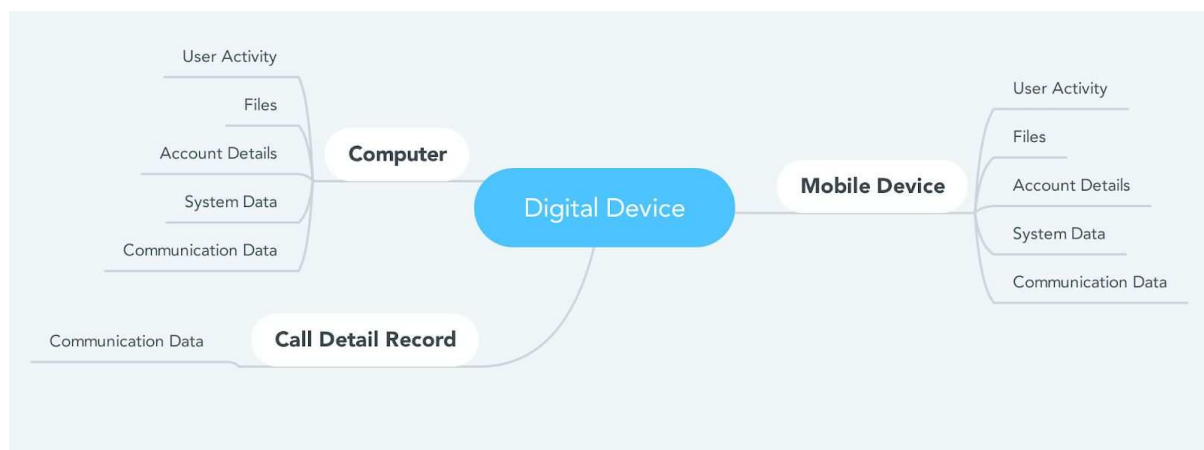 User Activity
Files
Account Details
System Data
Communication Data
Computer
Digital Device
Mobile Device
User Activity
Files
Account Details
System Data
Communication Data
Communication Data
Call Detail Record